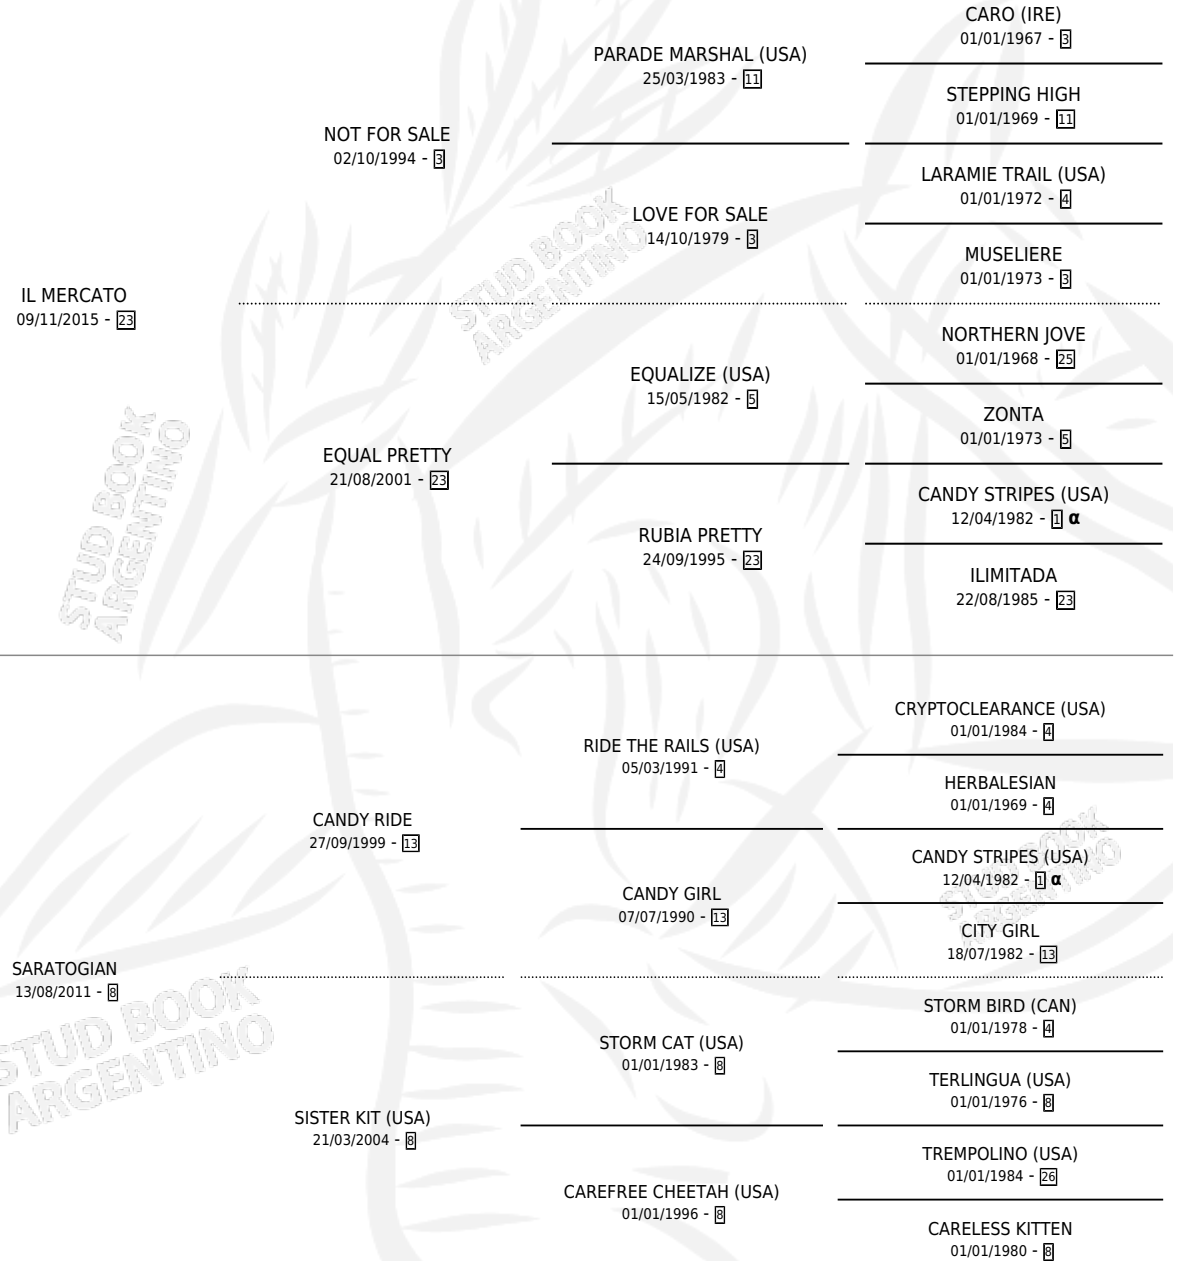 CARO (IRE)
01/01/1967 - 3
PARADE MARSHAL (USA)
25/03/1983 - 11
STEPPING HIGH
01/01/1969 - 11
NOT FOR SALE
02/10/1994 - 3
LARAMIE TRAIL (USA)
01/01/1972 - 4
LOVE FOR SALE
14/10/1979 - 3
MUSELIERE
01/01/1973 - 3
IL MERCATO
09/11/2015 - 23
NORTHERN JOVE
01/01/1968 - 25
EQUALIZE (USA)
15/05/1982 - 5
ZONTA
01/01/1973 - 5
EQUAL PRETTY
21/08/2001 - 23
CANDY STRIPES (USA)
12/04/1982 - 1 α
RUBIA PRETTY
24/09/1995 - 23
ILIMITADA
22/08/1985 - 23
STUD BOOK
ARGENTINO
STUD BOOK
ARGENTINO
CRYPTOCLEARANCE (USA)
01/01/1984 - 4
RIDE THE RAILS (USA)
05/03/1991 - 4
HERBALESIAN
01/01/1969 - 4
CANDY RIDE
27/09/1999 - 13
CANDY STRIPES (USA)
12/04/1982 - 1 α
CANDY GIRL
07/07/1990 - 13
CITY GIRL
18/07/1982 - 13
SARATOGIAN
13/08/2011 - 8
STORM BIRD (CAN)
01/01/1978 - 4
STORM CAT (USA)
01/01/1983 - 8
TERLINGUA (USA)
01/01/1976 - 8
SISTER KIT (USA)
21/03/2004 - 8
TREMPOLINO (USA)
01/01/1984 - 26
CAREFREE CHEETAH (USA)
01/01/1996 - 8
CARELESS KITTEN
01/01/1980 - 8
STUD BOOK
ARGENTINO
STUD BOOK
ARGENTINO